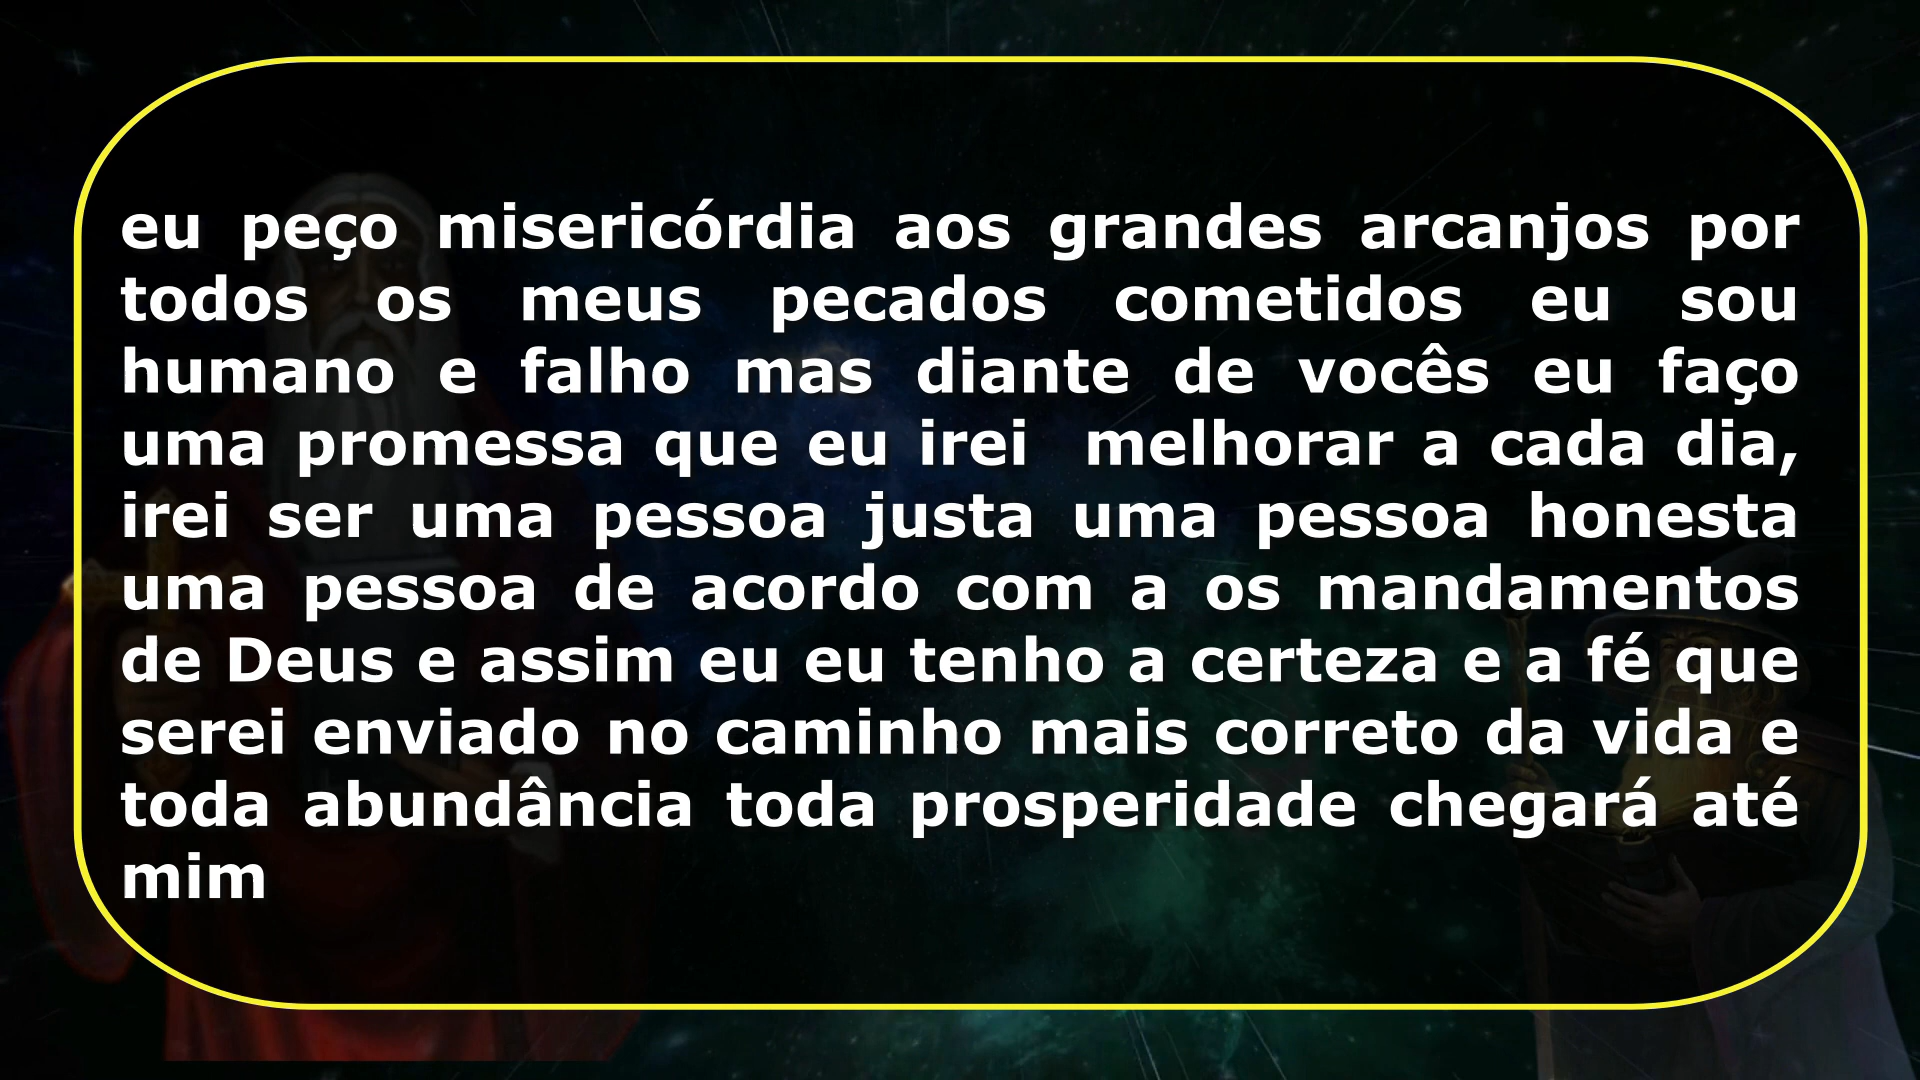 eu peço misericórdia aos grandes arcanjos por
todos os meus pecados cometidos eu sou
humano e falho mas diante de vocês eu faço
uma promessa que eu irei  melhorar a cada dia,
irei ser uma pessoa justa uma pessoa honesta
uma pessoa de acordo com a os mandamentos
de Deus e assim eu eu tenho a certeza e a fé que
serei enviado no caminho mais correto da vida e
toda abundância toda prosperidade chegará até
mim